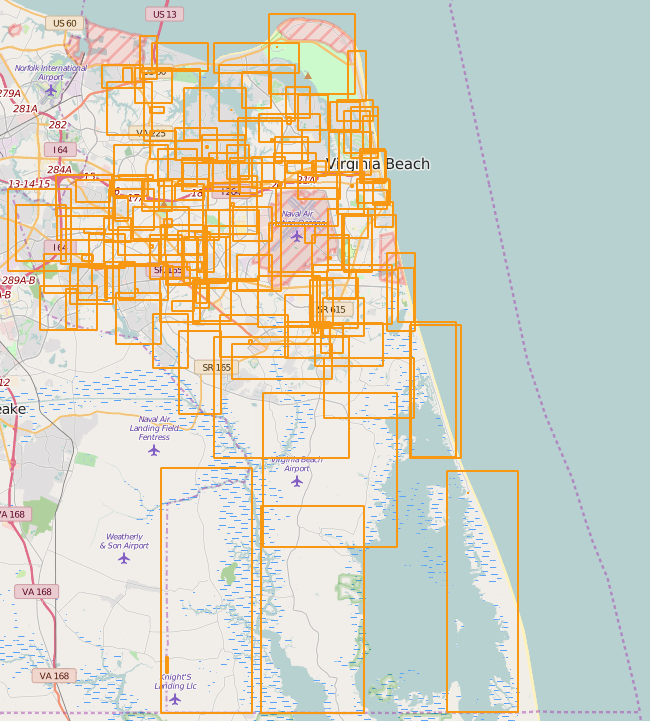 US 13
US 60
Norfolk International
Airport
279A
281A
282
I 64
VA 225
284A
13-14-15
Virginia Beach
Naval Air
I 64
SR 165
289A-B
A-B
SR 615
SR 165
12
eake
Naval Air
Landing Field
Fentress
Virginia Beach
Airport
VA 168
Weatherly
& Son Airport
VA 168
VA 168
Knight'S
Landing Llc